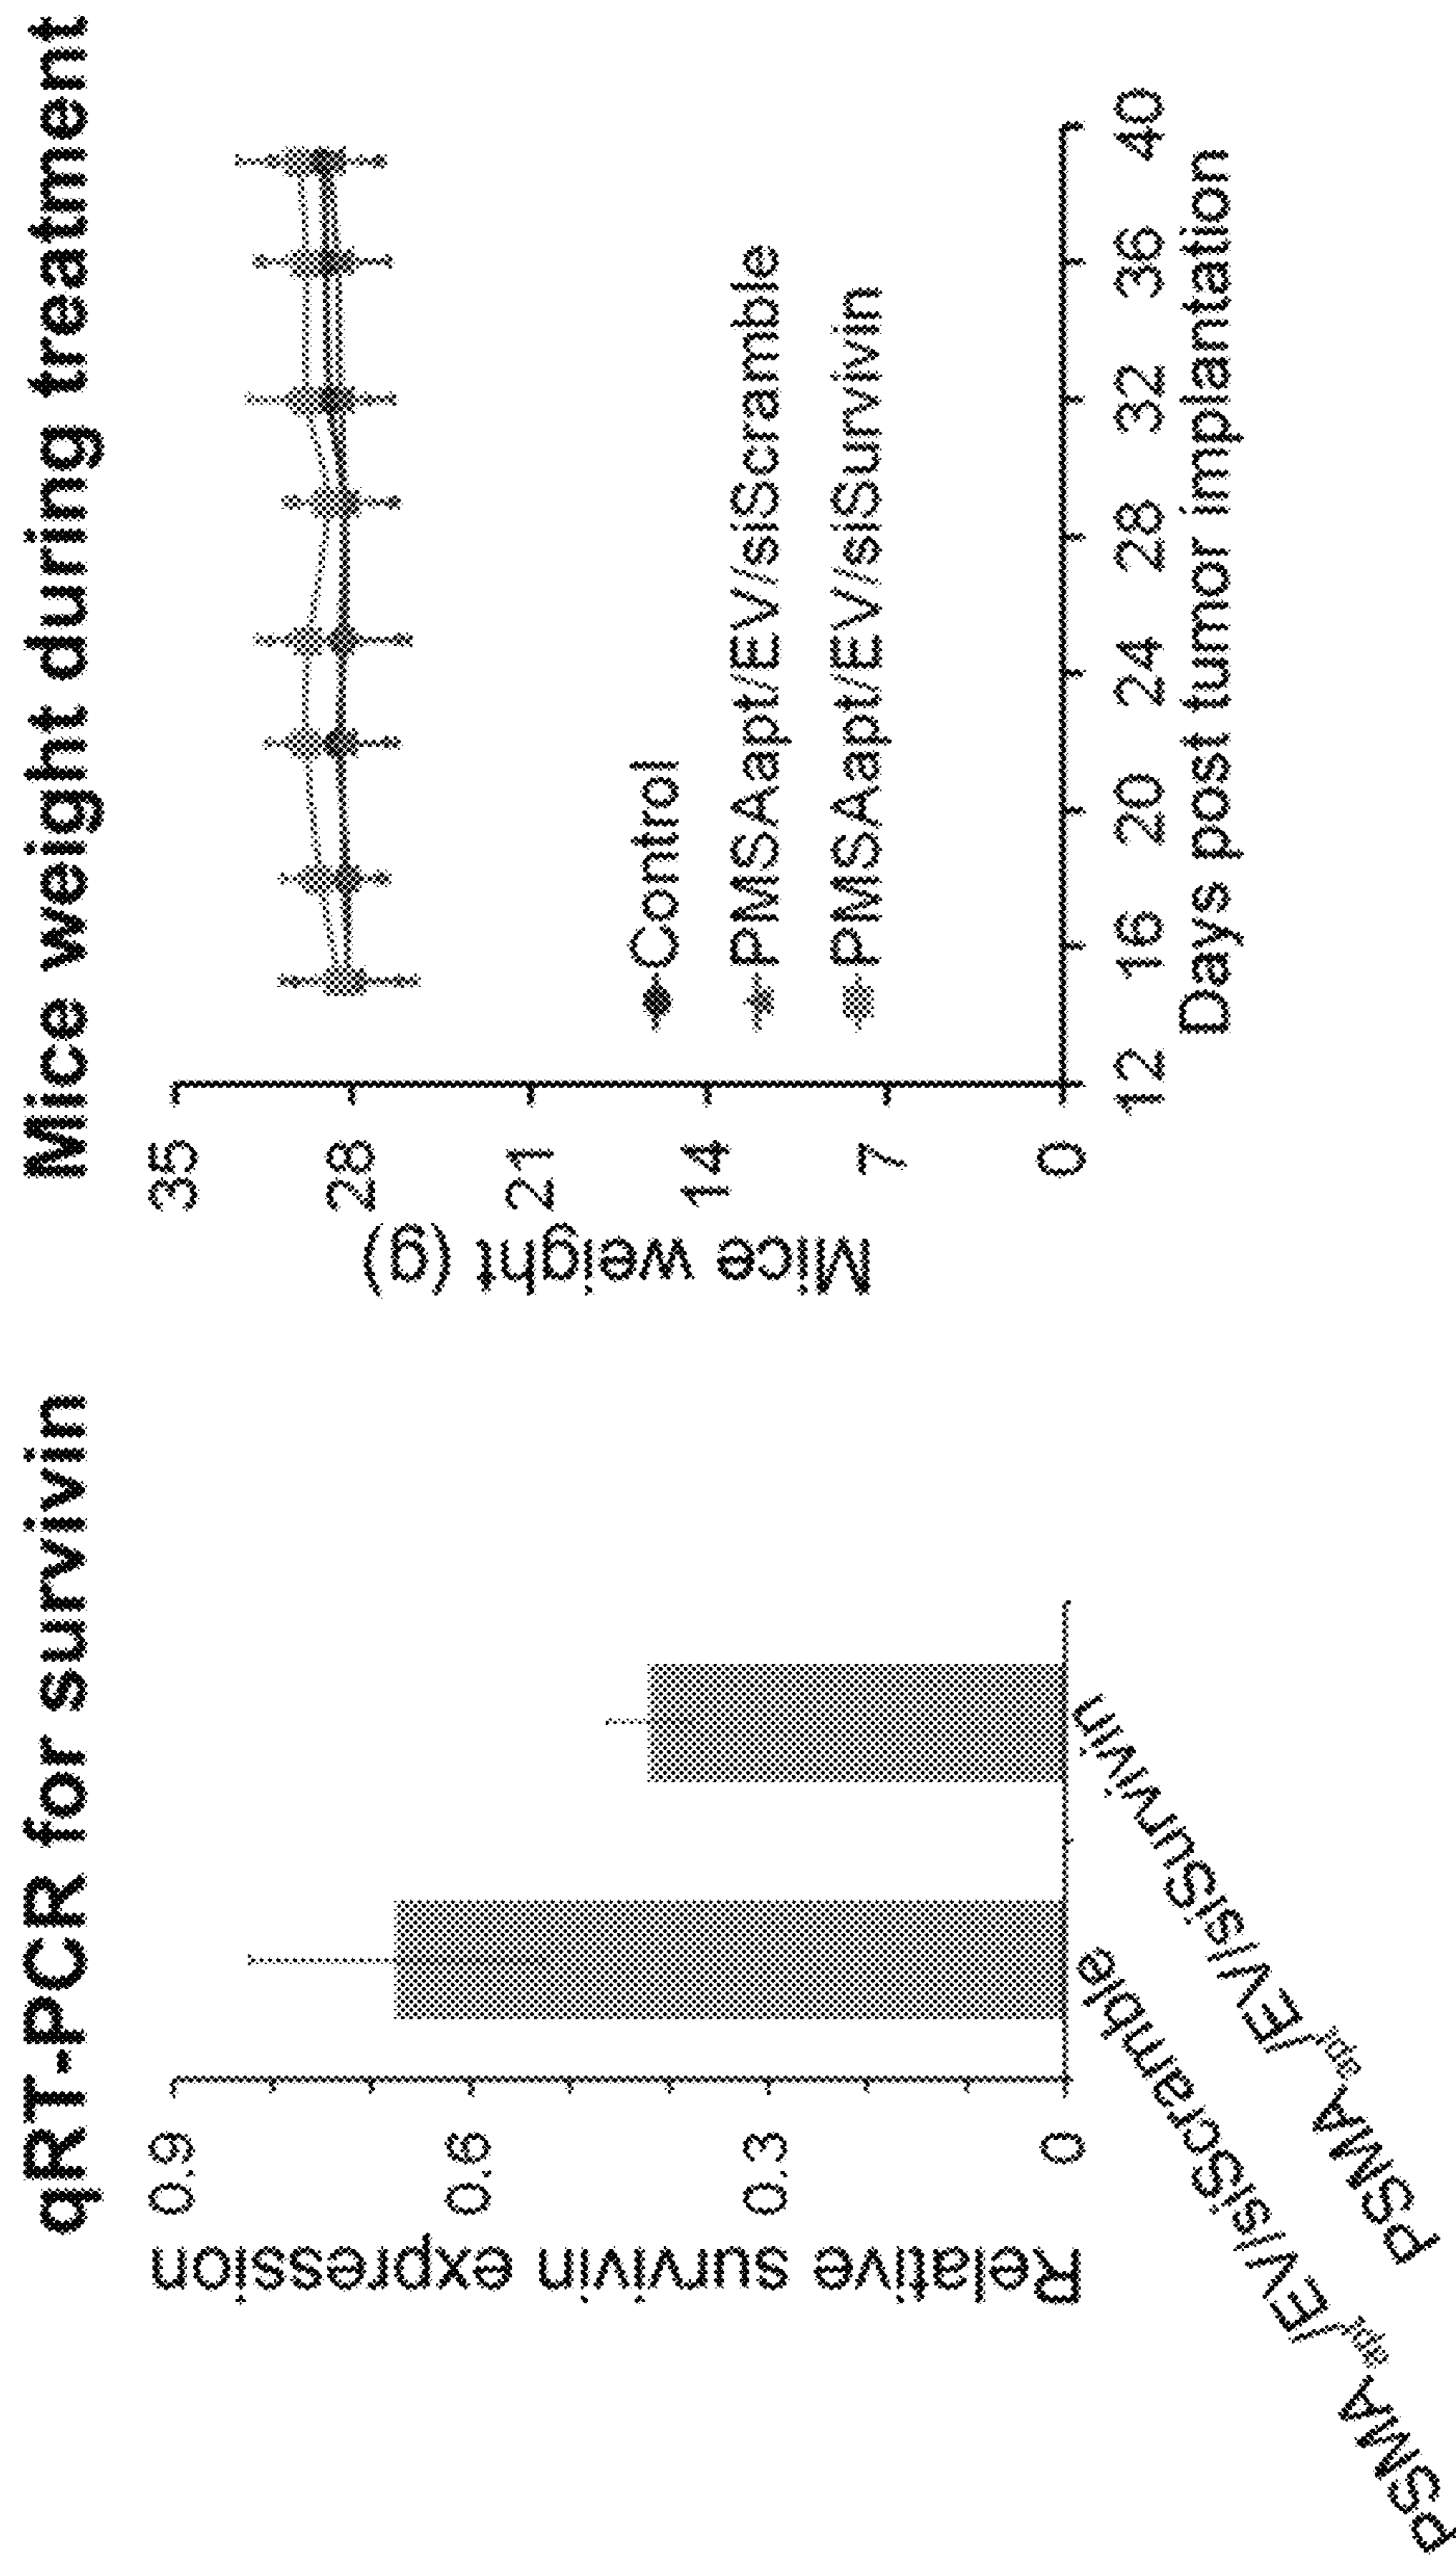 qRT-PCR for survivin
Relative survivin expression
0.9
0.6
0.3
0
PSMAapt/EV/siScramble
PSMAapt/EV/siSurvivin
Mice weight during treatment
Mice weight (g)
35
28
21
14
7
0
Control
PMSAapt/EV/siScramble
PMSAapt/EV/siSurvivin
12 16 20 24 28 32 36 40
Days post tumor implantation